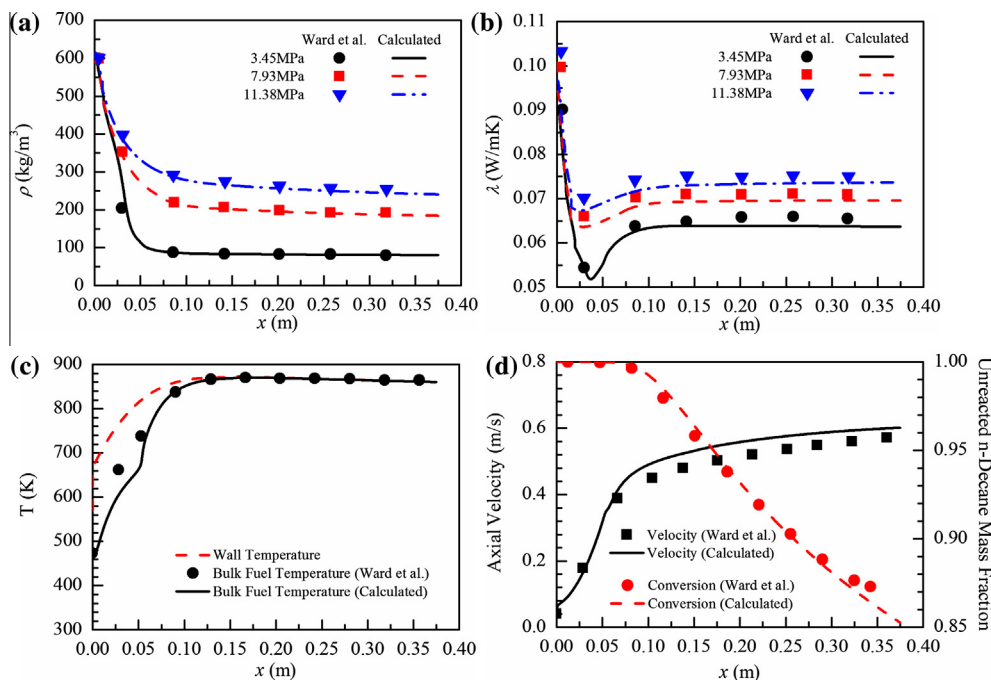 (a)
700
600
500
400
300
200
100
0
ρ (kg/m³)
Ward et al. Calculated
3.45MPa
7.93MPa
11.38MPa
0.00 0.05 0.10 0.15 0.20 0.25 0.30 0.35 0.40
x (m)
(b)
0.11
0.10
0.09
0.08
0.07
0.06
0.05
λ (W/mK)
Ward et al. Calculated
3.45MPa
7.93MPa
11.38MPa
0.00 0.05 0.10 0.15 0.20 0.25 0.30 0.35 0.40
x (m)
(c)
900
800
700
600
500
400
300
T (K)
Wall Temperature
Bulk Fuel Temperature (Ward et al.)
Bulk Fuel Temperature (Calculated)
0.00 0.05 0.10 0.15 0.20 0.25 0.30 0.35 0.40
x (m)
(d)
0.8
0.6
0.4
0.2
0.0
Axial Velocity (m/s)
Velocity (Ward et al.)
Velocity (Calculated)
Conversion (Ward et al.)
Conversion (Calculated)
1.00
0.95
0.90
0.85
Unreacted n-Decane Mass Fraction
0.00 0.05 0.10 0.15 0.20 0.25 0.30 0.35 0.40
x (m)